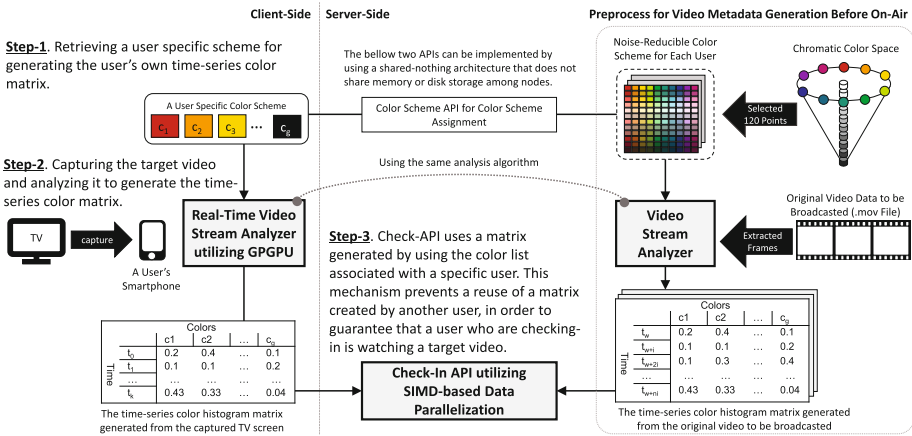 Client-Side
Server-Side
Preprocess for Video Metadata Generation Before On-Air
Step-1. Retrieving a user specific scheme for
generating the user's own time-series color
matrix.
The bellow two APIs can be implemented by
using a shared-nothing architecture that does not
share memory or disk storage among nodes.
Noise-Reducible Color
Scheme for Each User
Chromatic Color Space
A User Specific Color Scheme
c1 c2 c3 ... cg
Color Scheme API for Color Scheme
Assignment
Selected
120 Points
Step-2. Capturing the target video
and analyzing it to generate the time-
series color matrix.
Using the same analysis algorithm
TV
capture
A User's
Smartphone
Real-Time Video
Stream Analyzer
utilizing GPGPU
Video
Stream
Analyzer
Original Video Data to be
Broadcasted (.mov File)
Extracted
Frames
Step-3. Check-API uses a matrix
generated by using the color list
associated with a specific user. This
mechanism prevents a reuse of a matrix
created by another user, in order to
guarantee that a user who are checking-
in is watching a target video.
Colors
c1 c2 ... cg
Time
t0 0.2 0.4 ... 0.1
t1 0.1 0.1 ... 0.2
... ... ... ...
tk 0.43 0.33 ... 0.04
The time-series color histogram matrix
generated from the captured TV screen
Check-In API utilizing
SIMD-based Data
Parallelization
Colors
c1 c2 ... cg
Time
tw 0.2 0.4 ... 0.1
tw+i 0.1 0.1 ... 0.2
tw+2i 0.1 0.3 ... 0.4
... ... ... ...
tw+ni 0.43 0.33 ... 0.04
The time-series color histogram matrix generated
from the original video to be broadcasted